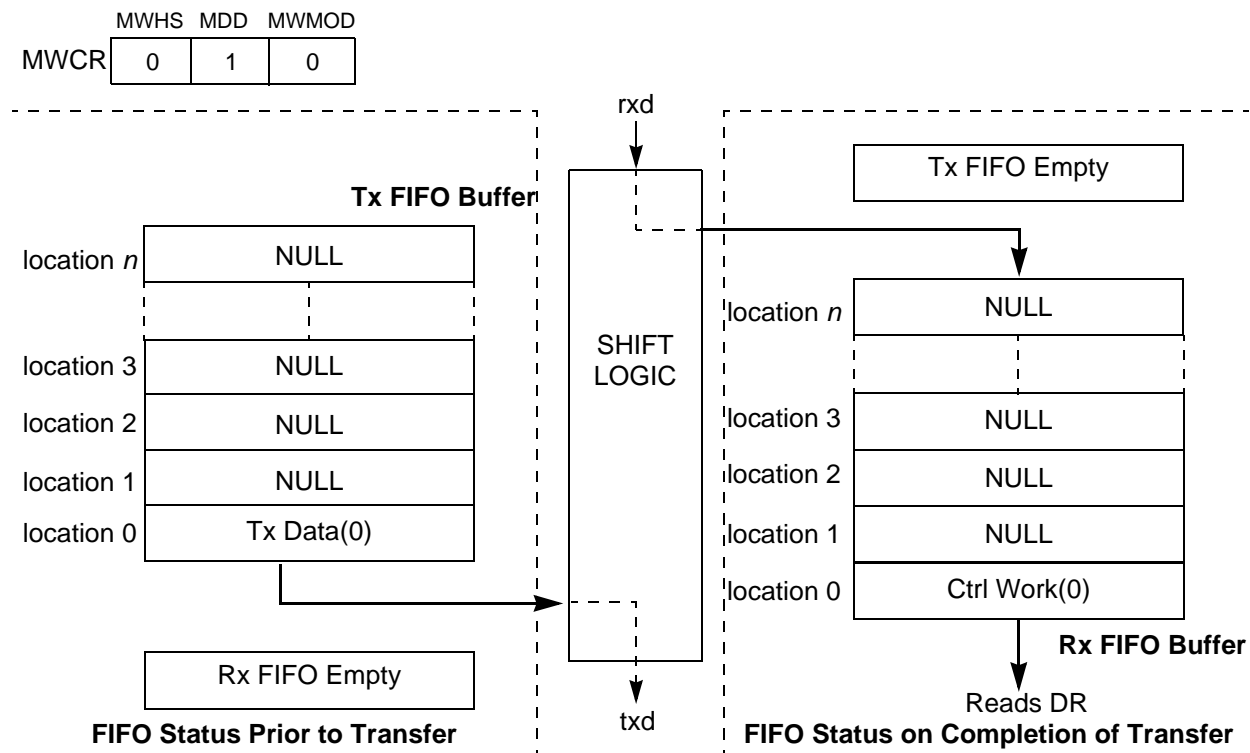 MWHS MDD MWMOD
MWCR 0 1 0
rxd
Tx FIFO Empty
Tx FIFO Buffer
location n NULL
location 3 NULL
location 2 NULL
location 1 NULL
location 0 Tx Data(0)
Rx FIFO Empty
FIFO Status Prior to Transfer
SHIFT
LOGIC
txd
location n NULL
location 3 NULL
location 2 NULL
location 1 NULL
location 0 Ctrl Work(0)
Rx FIFO Buffer
Reads DR
FIFO Status on Completion of Transfer